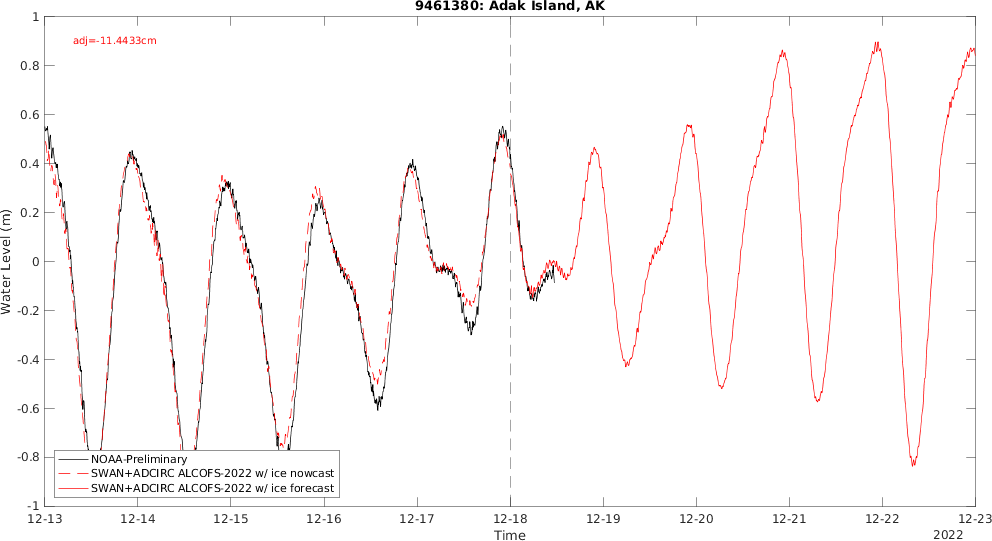 9461380: Adak Island, AK
adj=-11.4433cm
1
0.8
0.6
0.4
0.2
0
-0.2
-0.4
-0.6
-0.8
-1
Water Level (m)
NOAA-Preliminary
SWAN+ADCIRC ALCOFS-2022 w/ ice nowcast
SWAN+ADCIRC ALCOFS-2022 w/ ice forecast
12-13 12-14 12-15 12-16 12-17 12-18 12-19 12-20 12-21 12-22 12-23
Time
2022